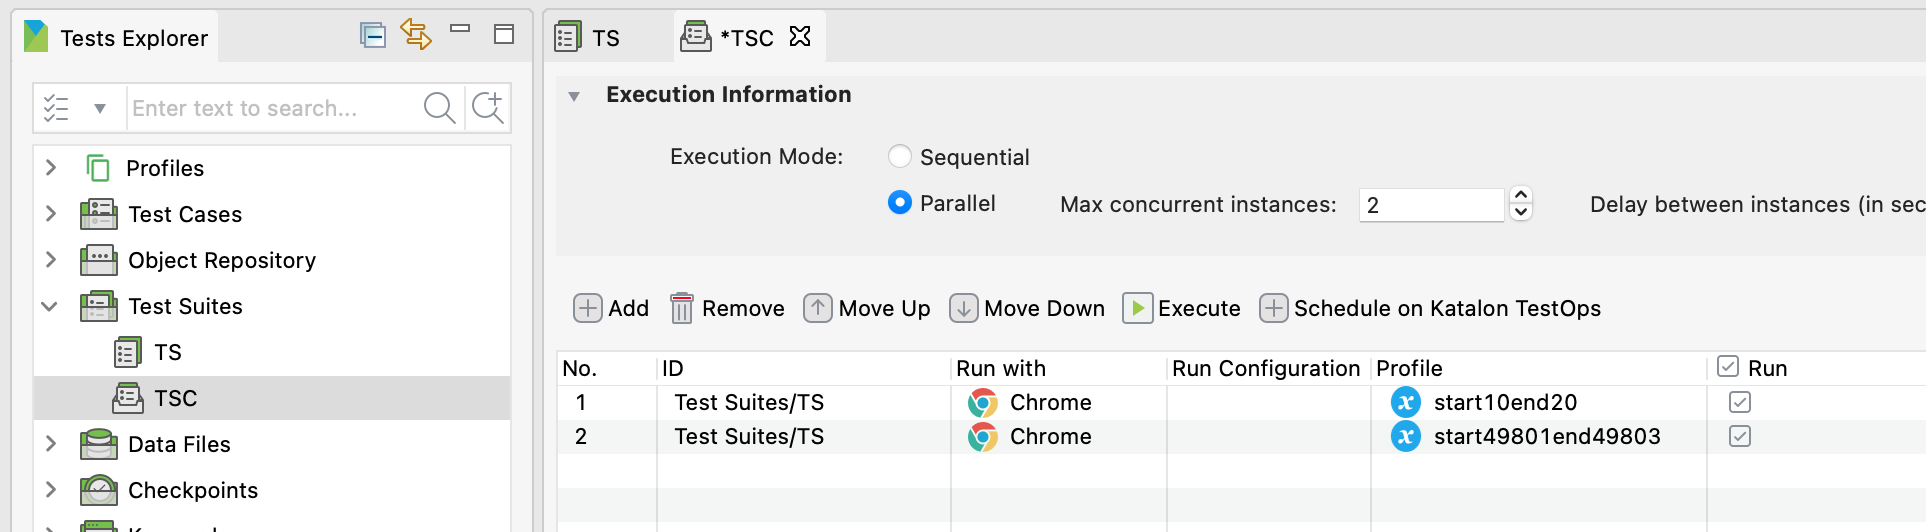 Tests Explorer
Enter text to search...
Profiles
Test Cases
Object Repository
Test Suites
TS
TSC
Data Files
Checkpoints
TS
*TSC
Execution Information
Execution Mode:
Sequential
Parallel Max concurrent instances: 2 Delay between instances (in sec
Add Remove Move Up Move Down Execute Schedule on Katalon TestOps
No. ID Run with Run Configuration Profile Run
1 Test Suites/TS Chrome start10end20
2 Test Suites/TS Chrome start49801end49803